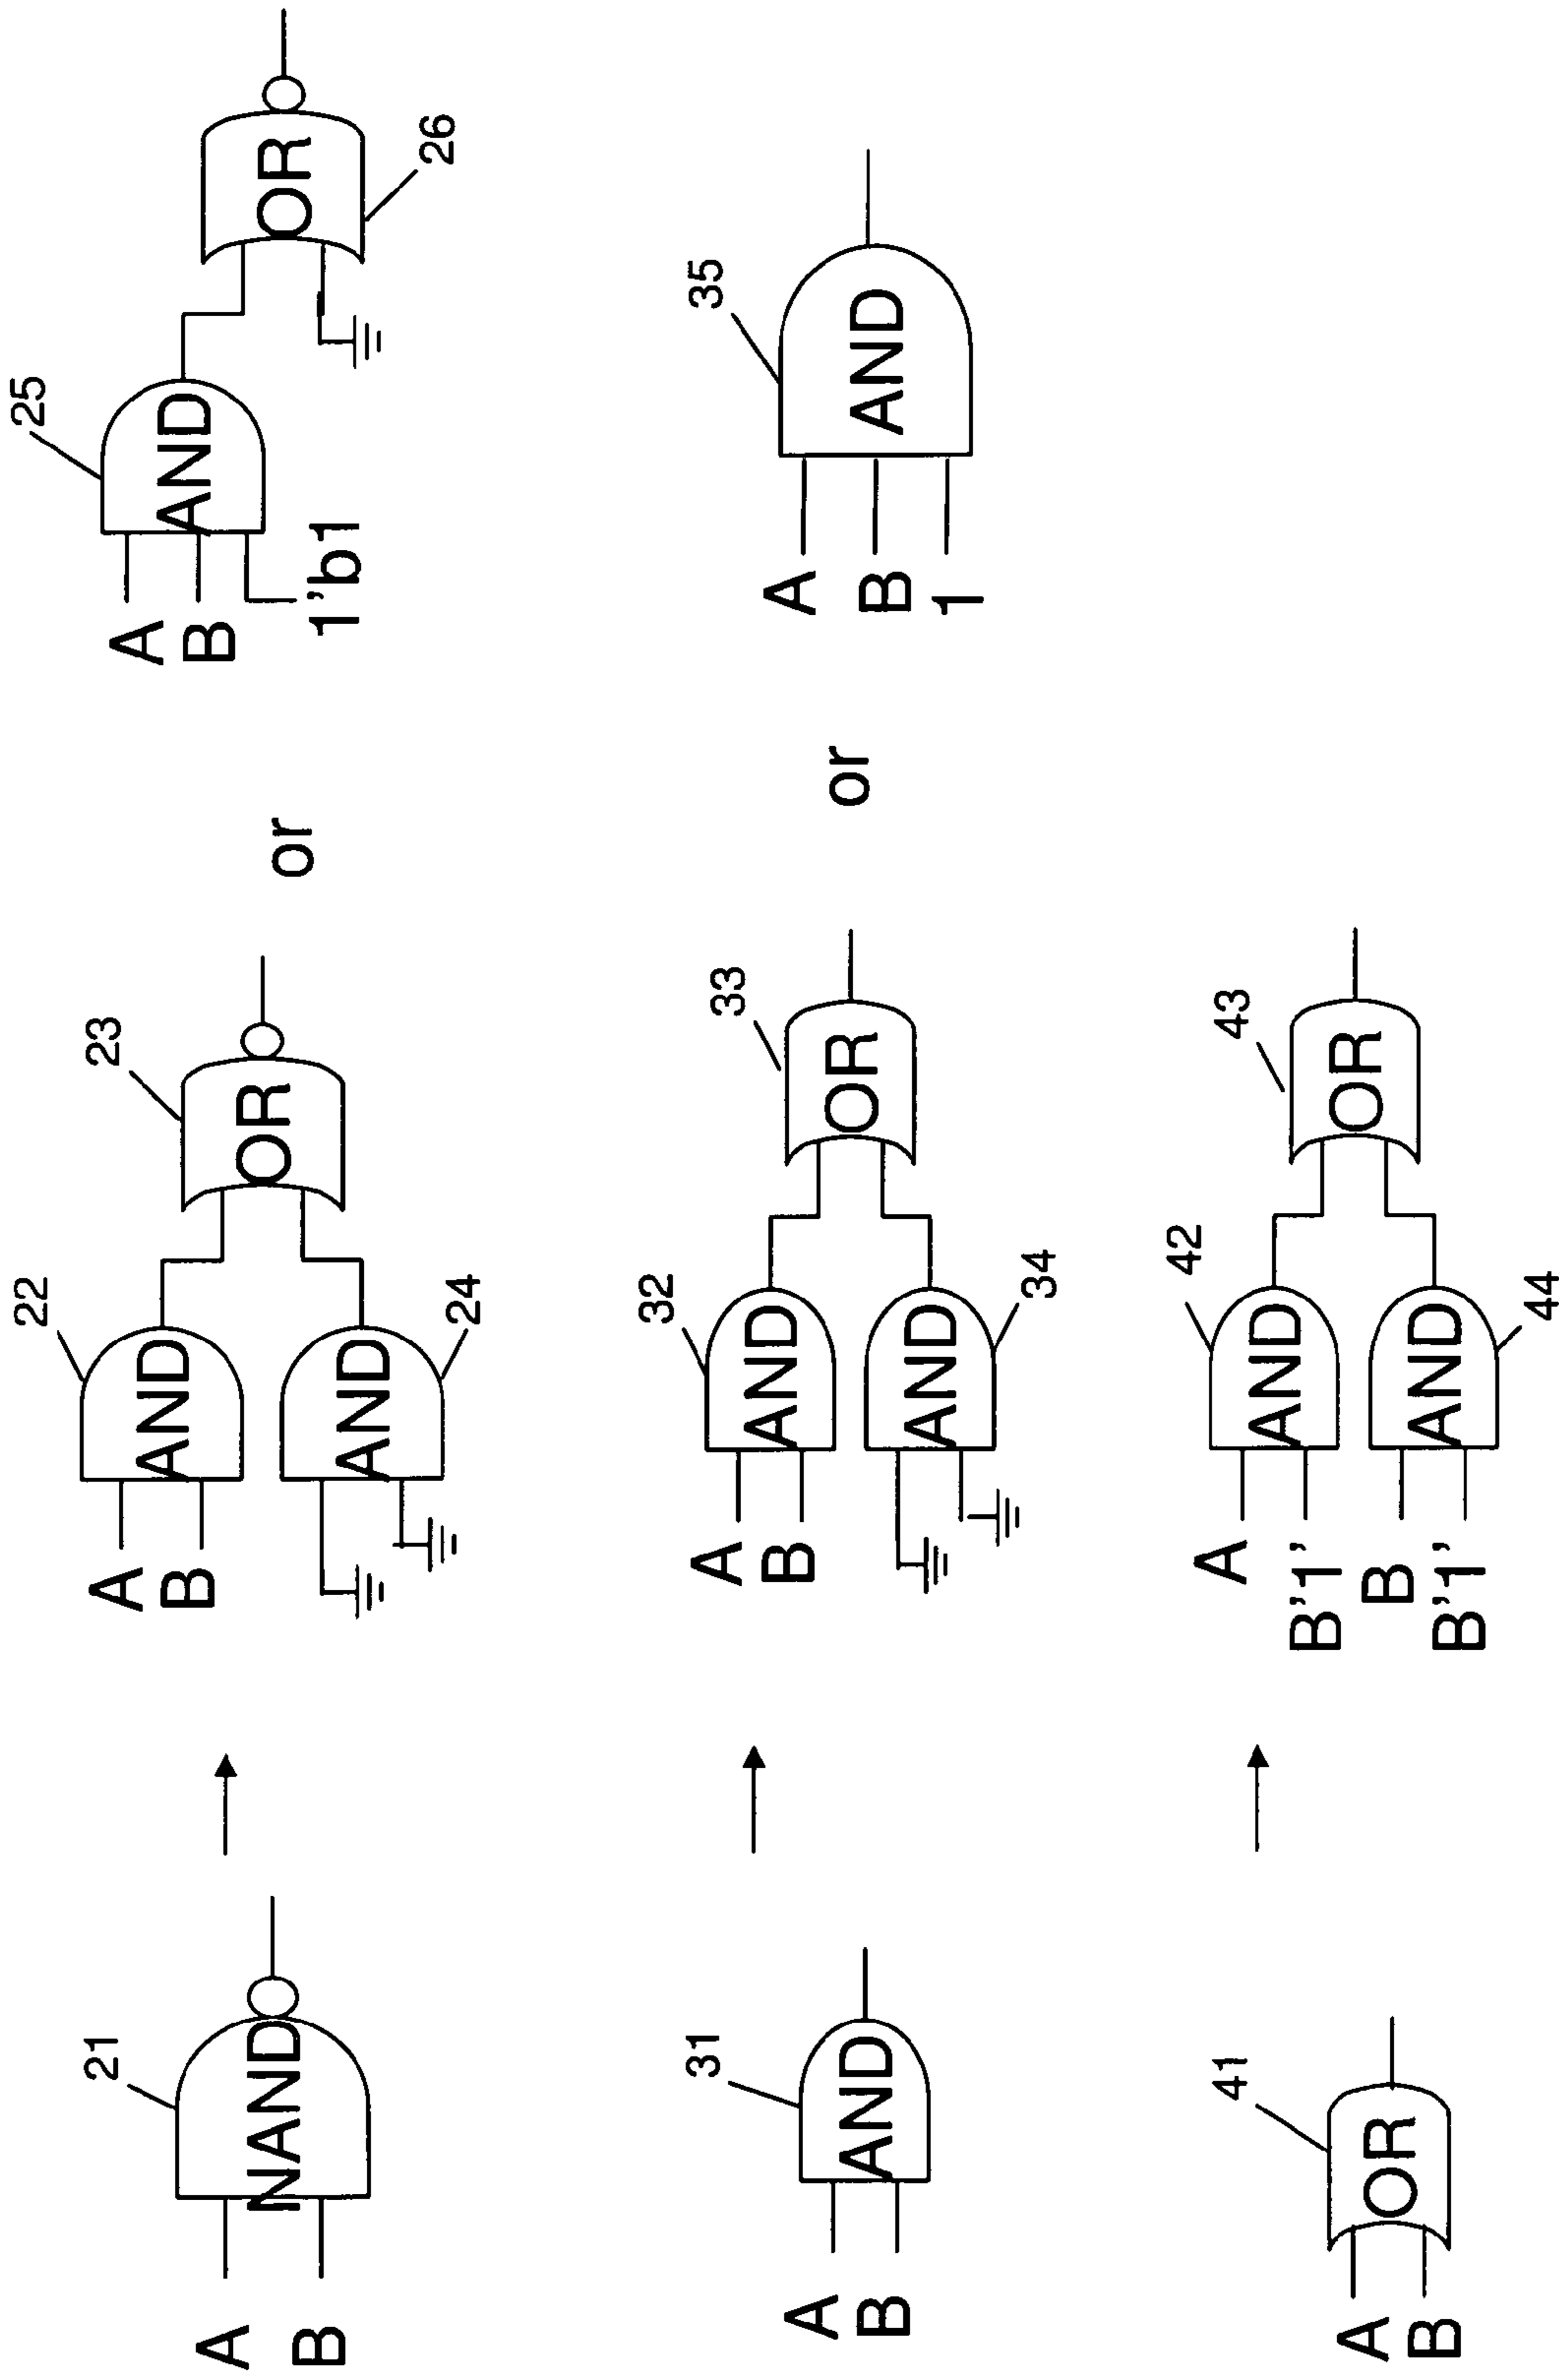 21
A
B
NAND
22
A
B
AND
24
AND
23
OR
or
25
A
B
1'b1
AND
26
OR
31
A
B
AND
32
A
B
AND
34
AND
33
OR
or
35
A
B
1
AND
41
A
B
OR
42
A
B'1'
AND
B
B'1'
AND
44
43
OR